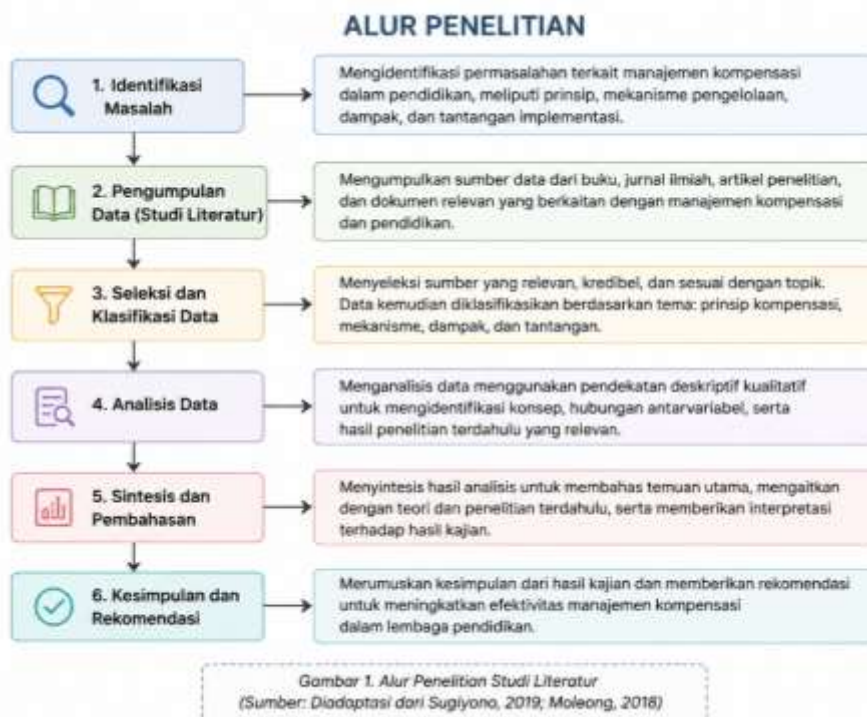 ALUR PENELITIAN
1. Identifikasi
Masalah
Mengidentifikasi permasalahan terkait manajemen kompensasi
dalam pendidikan, meliputi prinsip, mekanisme pengelolaan,
dampak, dan tantangan implementasi.
2. Pengumpulan
Data (Studi Literatur)
Mengumpulkan sumber data dari buku, jurnal ilmiah, artikel penelitian,
dan dokumen relevan yang berkaitan dengan manajemen kompensasi
dan pendidikan.
3. Seleksi dan
Klasifikasi Data
Menyeleksi sumber yang relevan, kredibel, dan sesuai dengan topik.
Data kemudian diklasifikasikan berdasarkan tema: prinsip kompensasi,
mekanisme, dampak, dan tantangan.
4. Analisis Data
Menganalisis data menggunakan pendekatan deskriptif kualitatif
untuk mengidentifikasi konsep, hubungan antarvariabel, serta
hasil penelitian terdahulu yang relevan.
5. Sintesis dan
Pembahasan
Menyintesis hasil analisis untuk membahas temuan utama, mengaitkan
dengan teori dan penelitian terdahulu, serta memberikan interpretasi
terhadap hasil kajian.
6. Kesimpulan dan
Rekomendasi
Merumuskan kesimpulan dari hasil kajian dan memberikan rekomendasi
untuk meningkatkan efektivitas manajemen kompensasi
dalam lembaga pendidikan.
Gambar 1. Alur Penelitian Studi Literatur
(Sumber: Diadaptasi dari Sugiyono, 2019; Moleong, 2018)